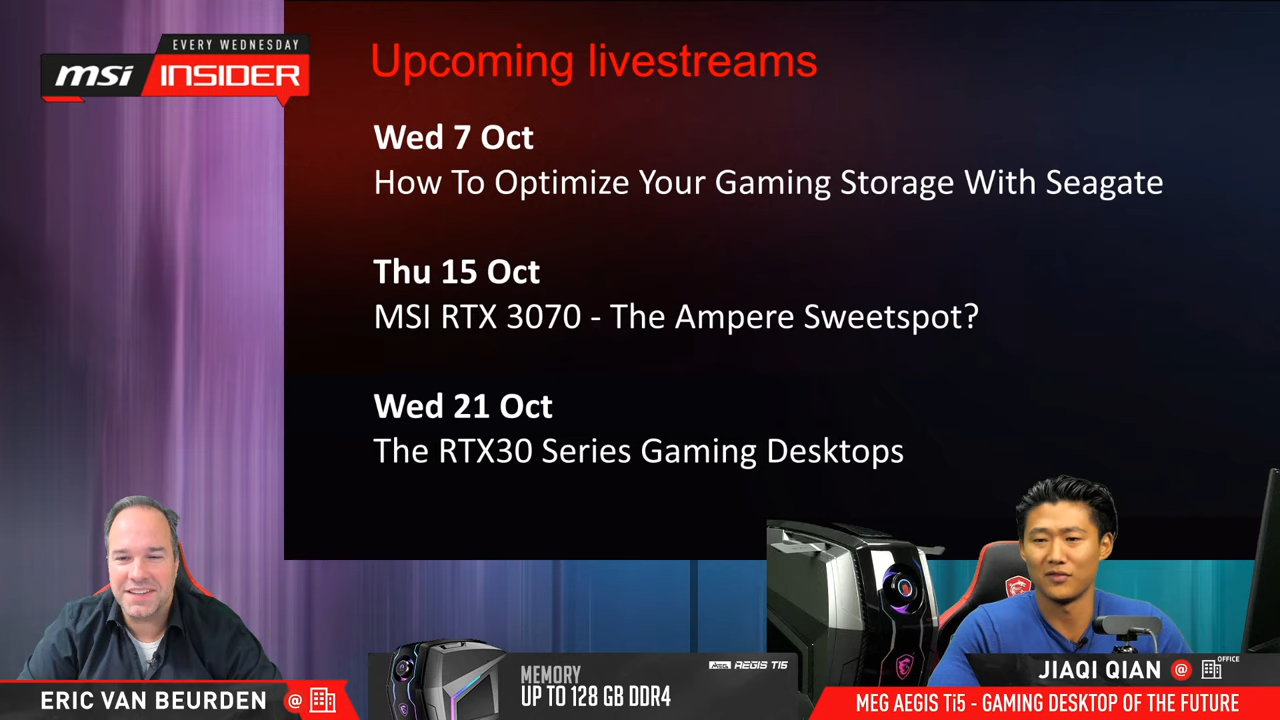 EVERY WEDNESDAY
msi INSIDER
Upcoming livestreams
Wed 7 Oct
How To Optimize Your Gaming Storage With Seagate
Thu 15 Oct
MSI RTX 3070 - The Ampere Sweetspot?
Wed 21 Oct
The RTX30 Series Gaming Desktops
MEMORY
UP TO 128 GB DDR4
AEGIS Ti5
ERIC VAN BEURDEN @
JIAQI QIAN @ OFFICE
MEG AEGIS Ti5 - GAMING DESKTOP OF THE FUTURE